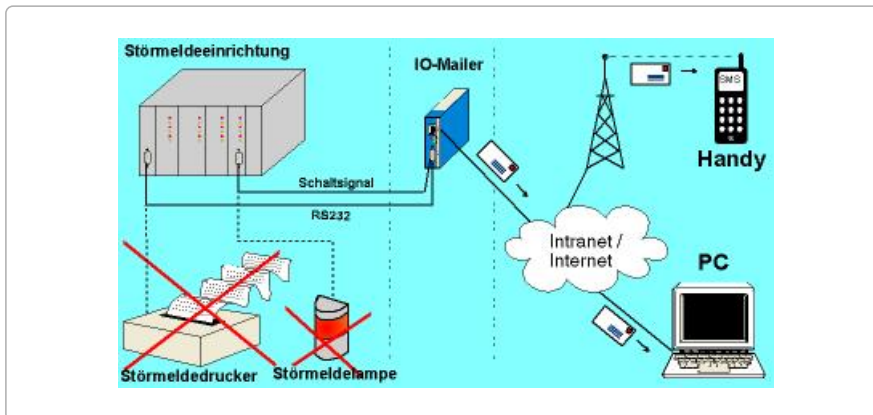 Störmeldeeinrichtung
IO-Mailer
SMS
Handy
Schaltsignal
RS232
Intranet /
Internet
PC
Störmeldedrucker
Störmeldelampe